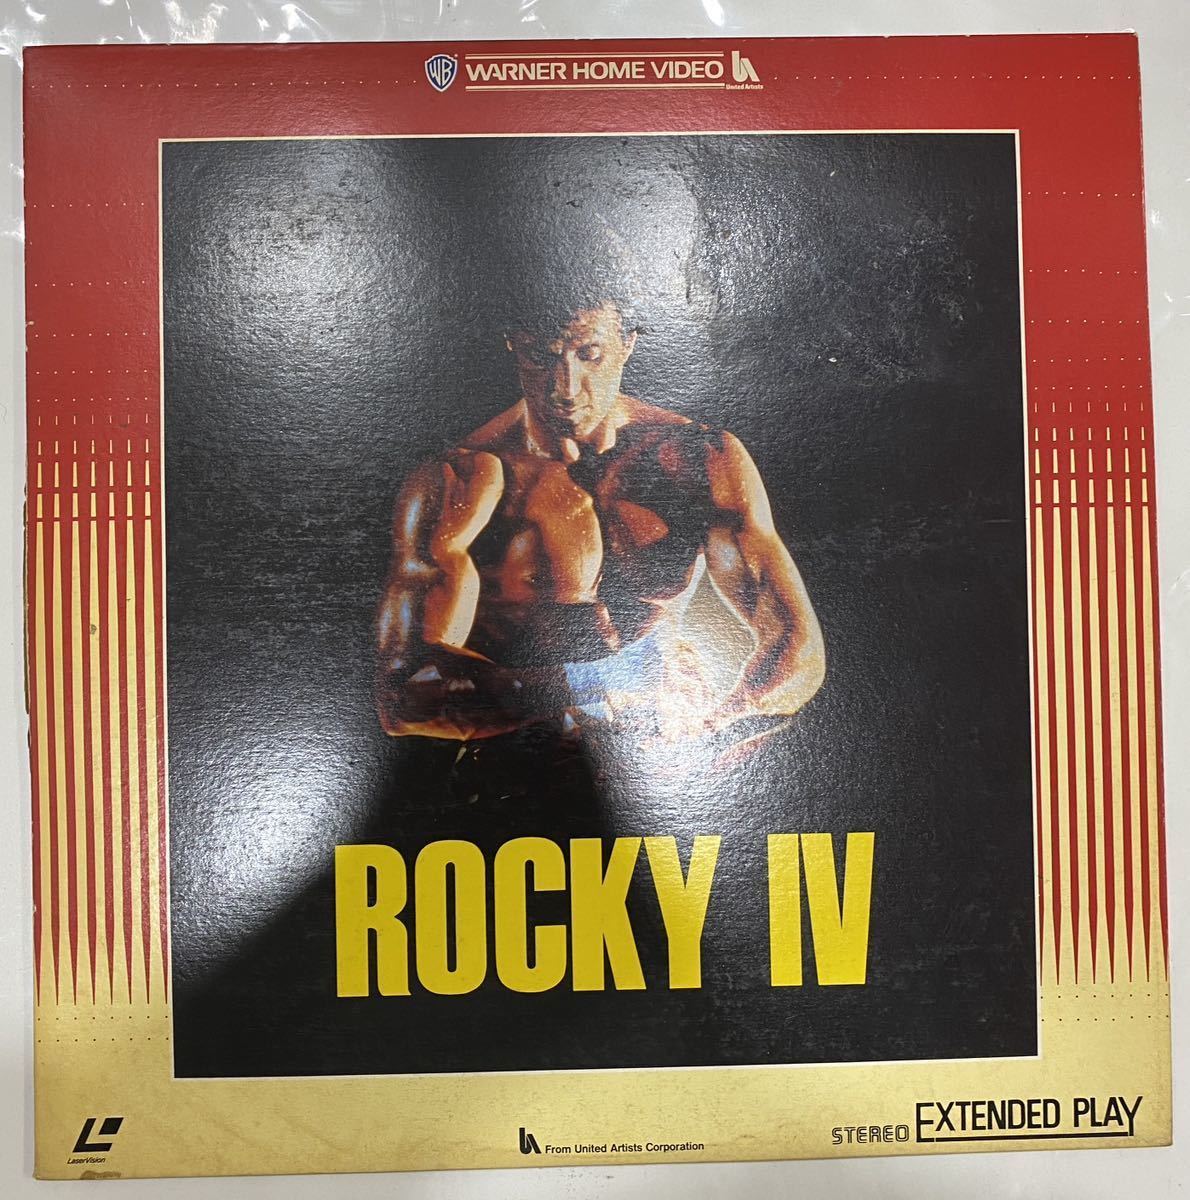 WB WARNER HOME VIDEO United Artists
ROCKY IV
LaserVision
From United Artists Corporation
STEREO EXTENDED PLAY